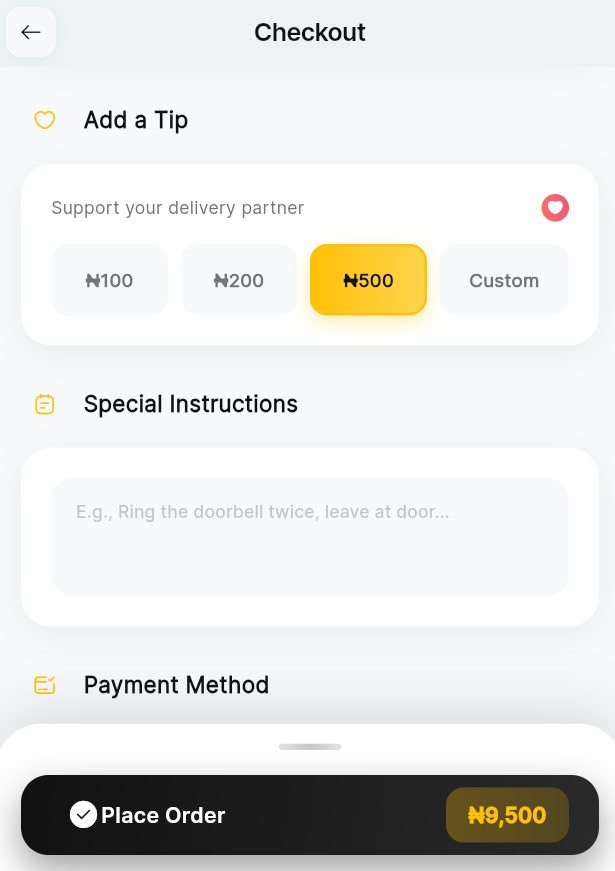 Checkout
Add a Tip
Support your delivery partner
₦100 ₦200 ₦500 Custom
Special Instructions
E.g., Ring the doorbell twice, leave at door...
Payment Method
Place Order ₦9,500